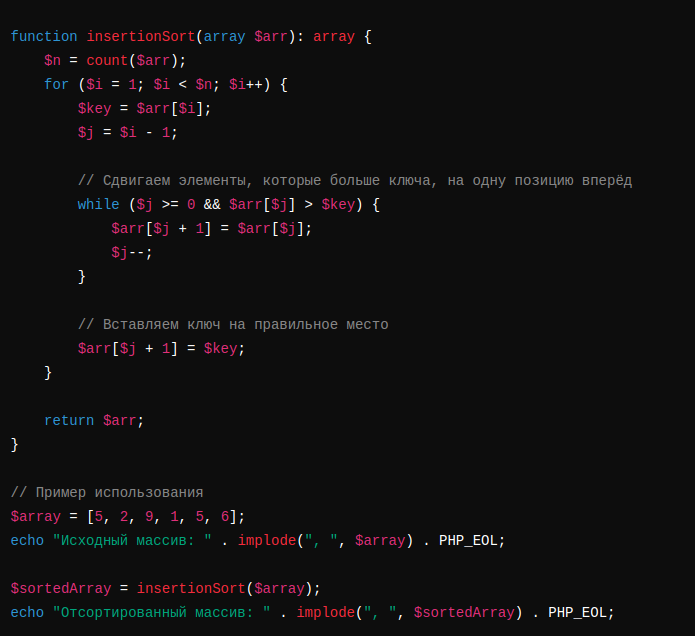 function insertionSort(array $arr): array {
    $n = count($arr);
    for ($i = 1; $i < $n; $i++) {
        $key = $arr[$i];
        $j = $i - 1;

        // Сдвигаем элементы, которые больше ключа, на одну позицию вперёд
        while ($j >= 0 && $arr[$j] > $key) {
            $arr[$j + 1] = $arr[$j];
            $j--;
        }

        // Вставляем ключ на правильное место
        $arr[$j + 1] = $key;
    }

    return $arr;
}

// Пример использования
$array = [5, 2, 9, 1, 5, 6];
echo "Исходный массив: " . implode(", ", $array) . PHP_EOL;

$sortedArray = insertionSort($array);
echo "Отсортированный массив: " . implode(", ", $sortedArray) . PHP_EOL;